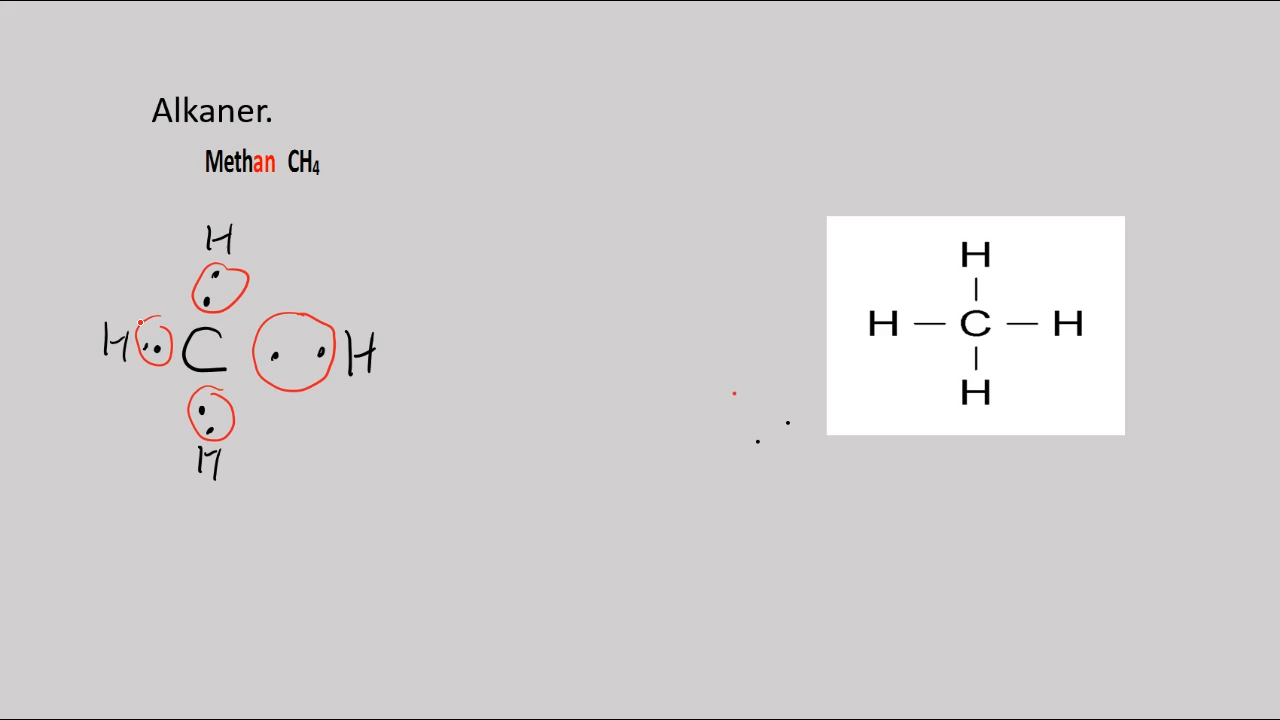 Alkaner.
Methan CH₄
H
H C H
H
H
H – C – H
H